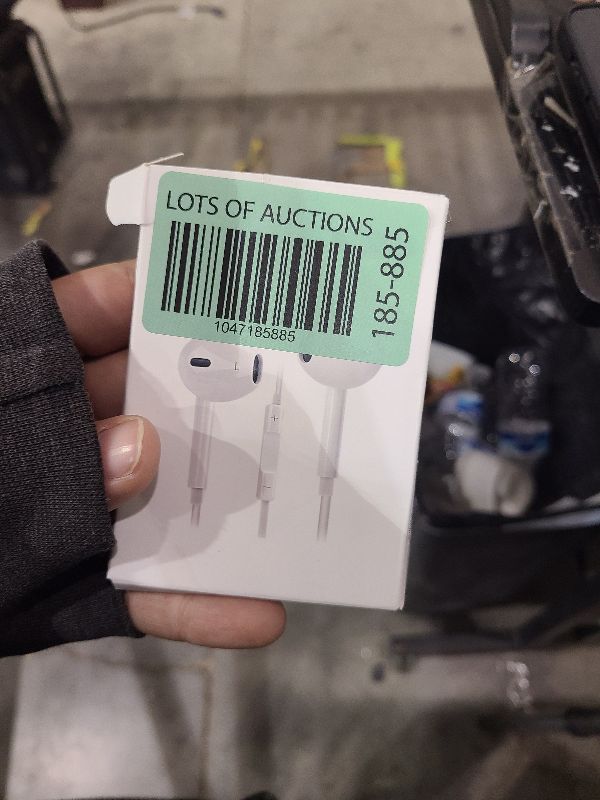 LOTS OF AUCTIONS
1047185885
185-885
L
+
-